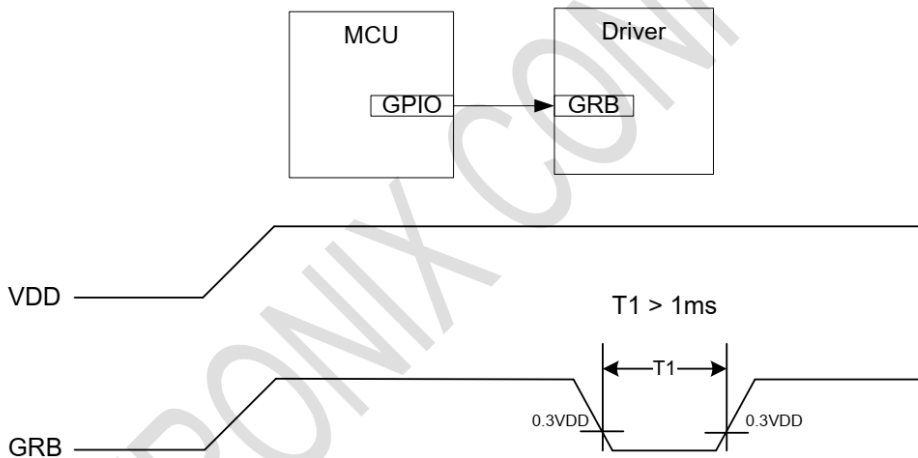 MCU
Driver
GPIO
GRB
VDD
T1 > 1ms
T1
0.3VDD
0.3VDD
GRB